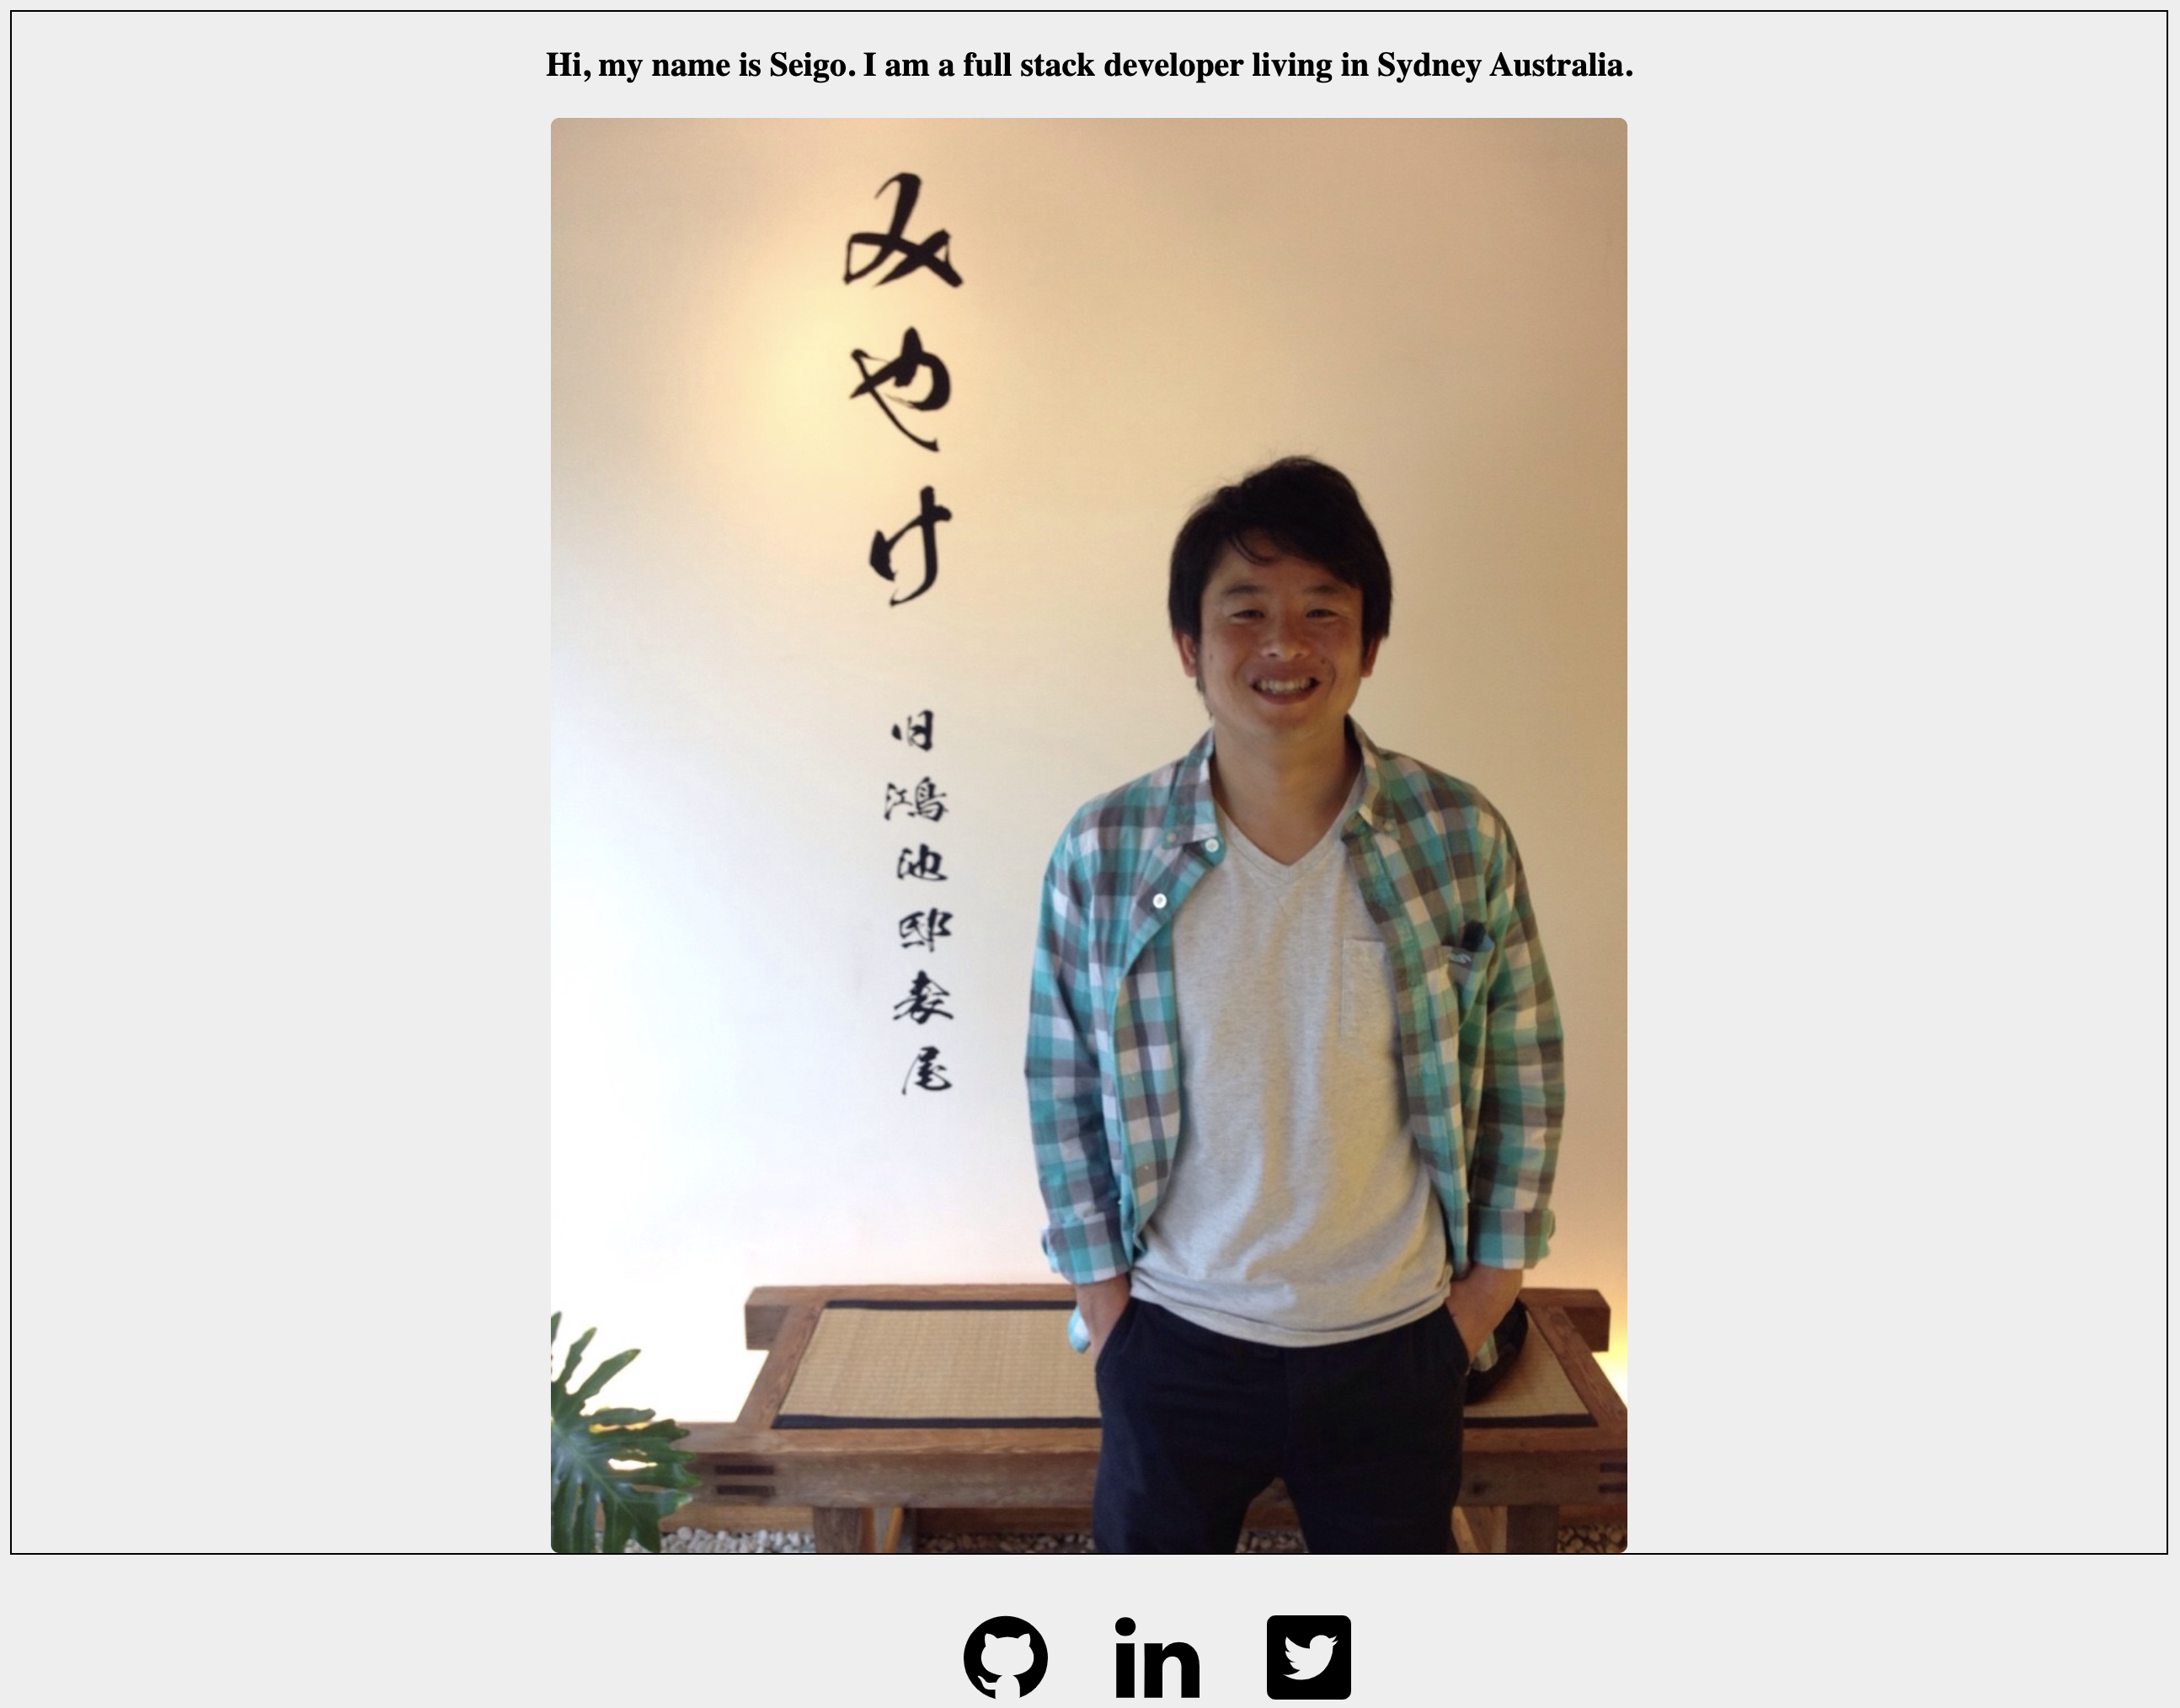 Hi, my name is Seigo. I am a full stack developer living in Sydney Australia.
みやけ
旧鴻池邸表屋
in